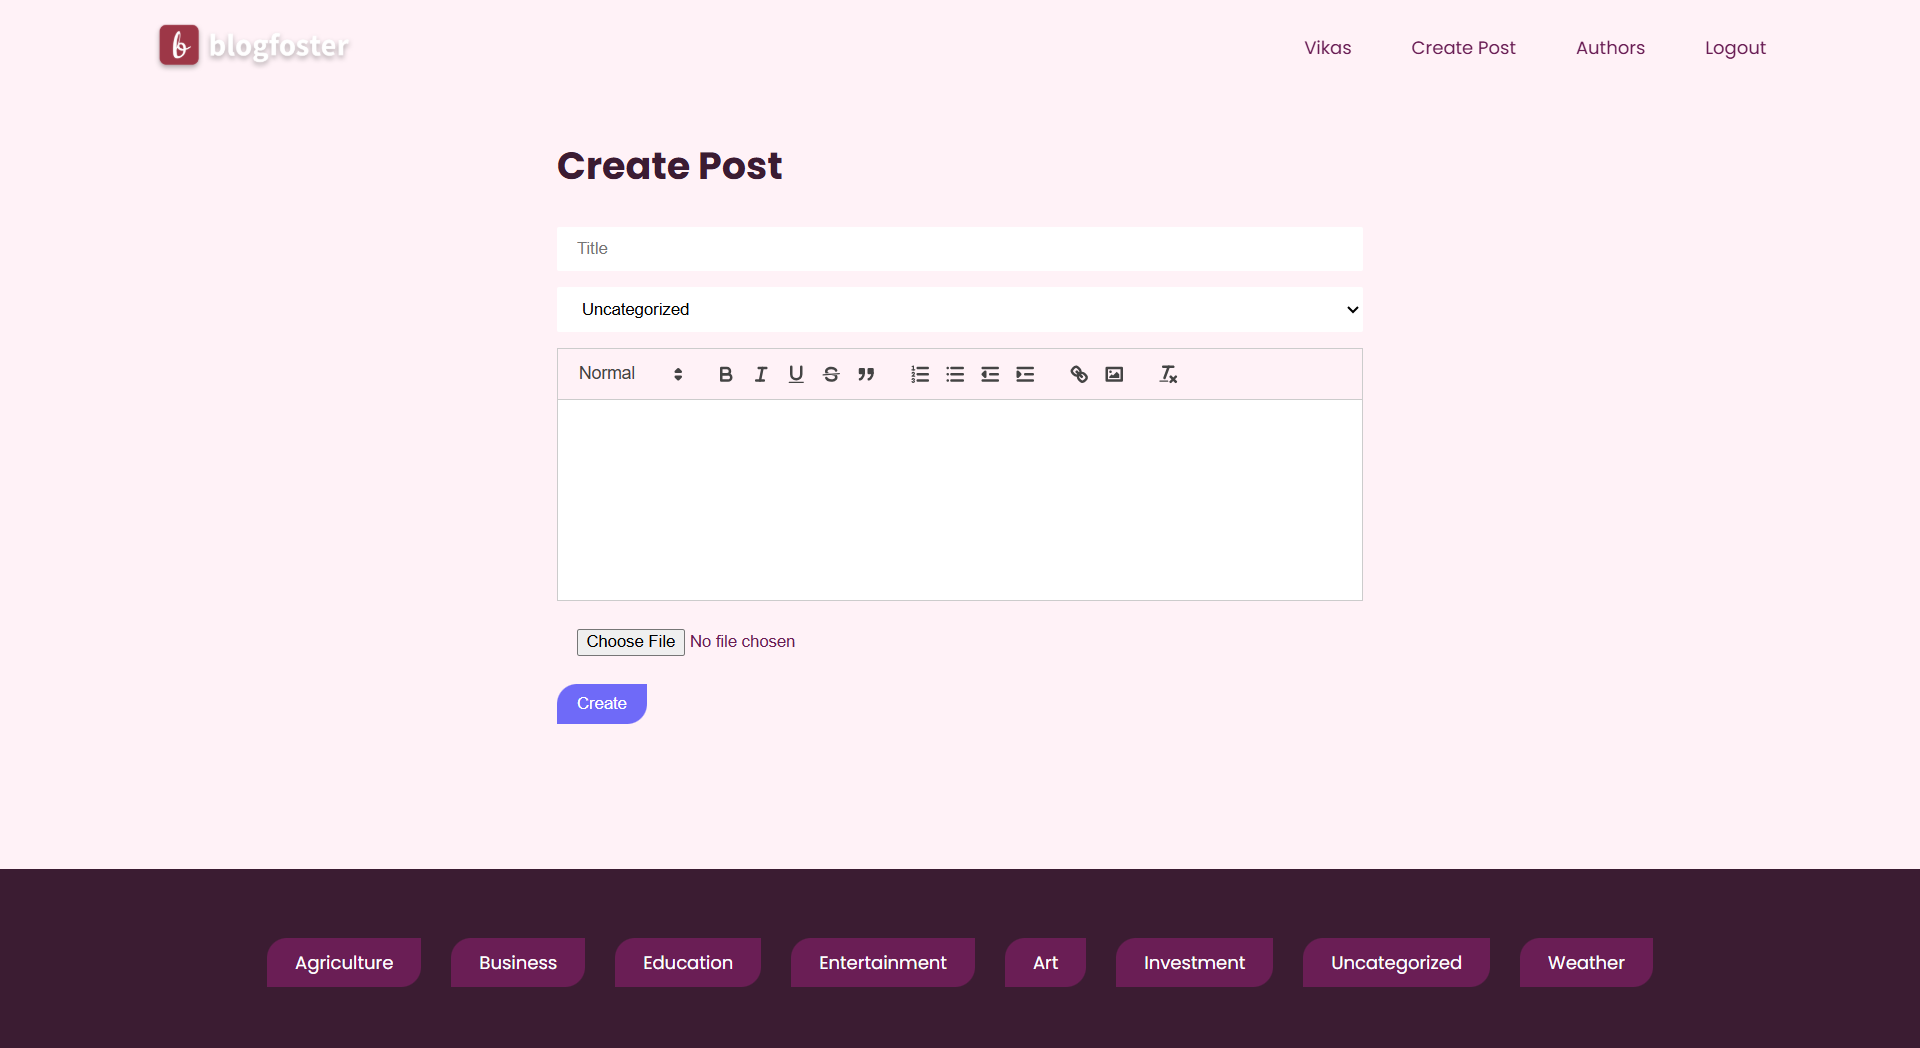 blogfoster
Vikas Create Post Authors Logout
Create Post
Title
Uncategorized
Normal
Choose File No file chosen
Create
Agriculture Business Education Entertainment Art Investment Uncategorized Weather